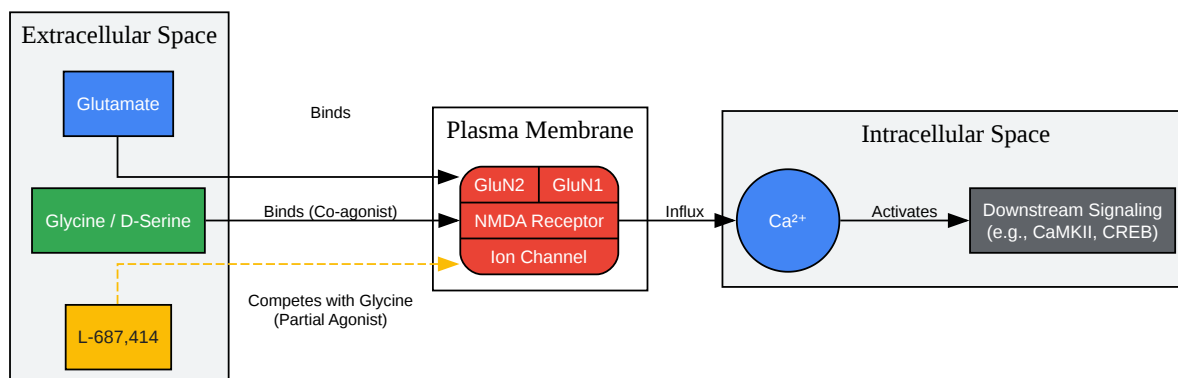 Extracellular Space
Glutamate
Binds
Plasma Membrane
Intracellular Space
GluN2
GluN1
Glycine / D-Serine
Binds (Co-agonist)
NMDA Receptor
Influx
Ca²⁺
Activates
Downstream Signaling
(e.g., CaMKII, CREB)
Ion Channel
Competes with Glycine
(Partial Agonist)
L-687,414